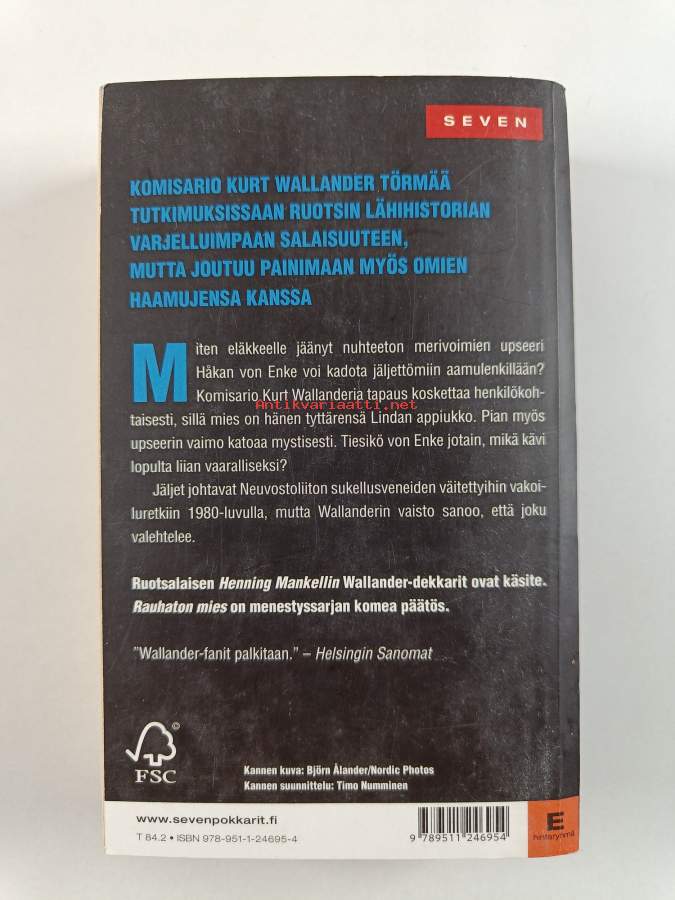 SEVEN
KOMISARIO KURT WALLANDER TÖRMÄÄ
TUTKIMUKSISSAAN RUOTSIN LÄHIHISTORIAN
VARJELLUIMPAAN SALAISUUTEEN,
MUTTA JOUTUU PAINIMAAN MYÖS OMIEN
HAAMUJENSA KANSSA
Miten eläkkeelle jäänyt nuhteeton merivoimien upseeri
Håkan von Enke voi kadota jäljettömiin aamulenkillään?
Komisario Kurt Wallanderia tapaus koskettaa henkilökoh-
Antikvariaatti.net
taisesti, sillä mies on hänen tyttärensä Lindan appiukko. Pian myös
upseerin vaimo katoaa mystisesti. Tiesikö von Enke jotain, mikä kävi
lopulta liian vaaralliseksi?
Jäljet johtavat Neuvostoliiton sukellusveneiden väitettyihin vakoi-
luretkiin 1980-luvulla, mutta Wallanderin vaisto sanoo, että joku
valehtelee.
Ruotsalaisen Henning Mankellin Wallander-dekkarit ovat käsite.
Rauhaton mies on menestyssarjan komea päätös.
”Wallander-fanit palkitaan.” – Helsingin Sanomat
©
FSC
Kannen kuva: Björn Ålander/Nordic Photos
Kannen suunnittelu: Timo Numminen
www.sevenpokkarit.fi
T 84.2 • ISBN 978-951-1-24695-4
9 789511 246954
E
hintaryhmä